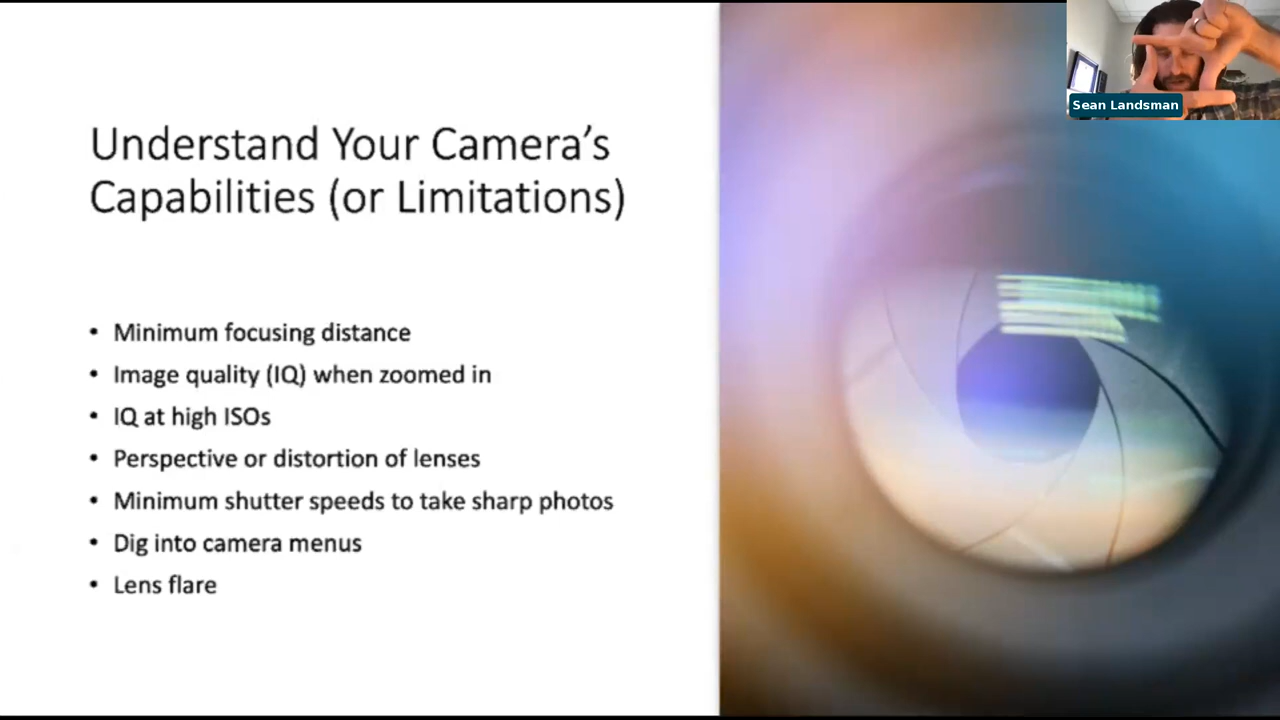 Understand Your Camera’s
Capabilities (or Limitations)
• Minimum focusing distance
• Image quality (IQ) when zoomed in
• IQ at high ISOs
• Perspective or distortion of lenses
• Minimum shutter speeds to take sharp photos
• Dig into camera menus
• Lens flare
Sean Landsman